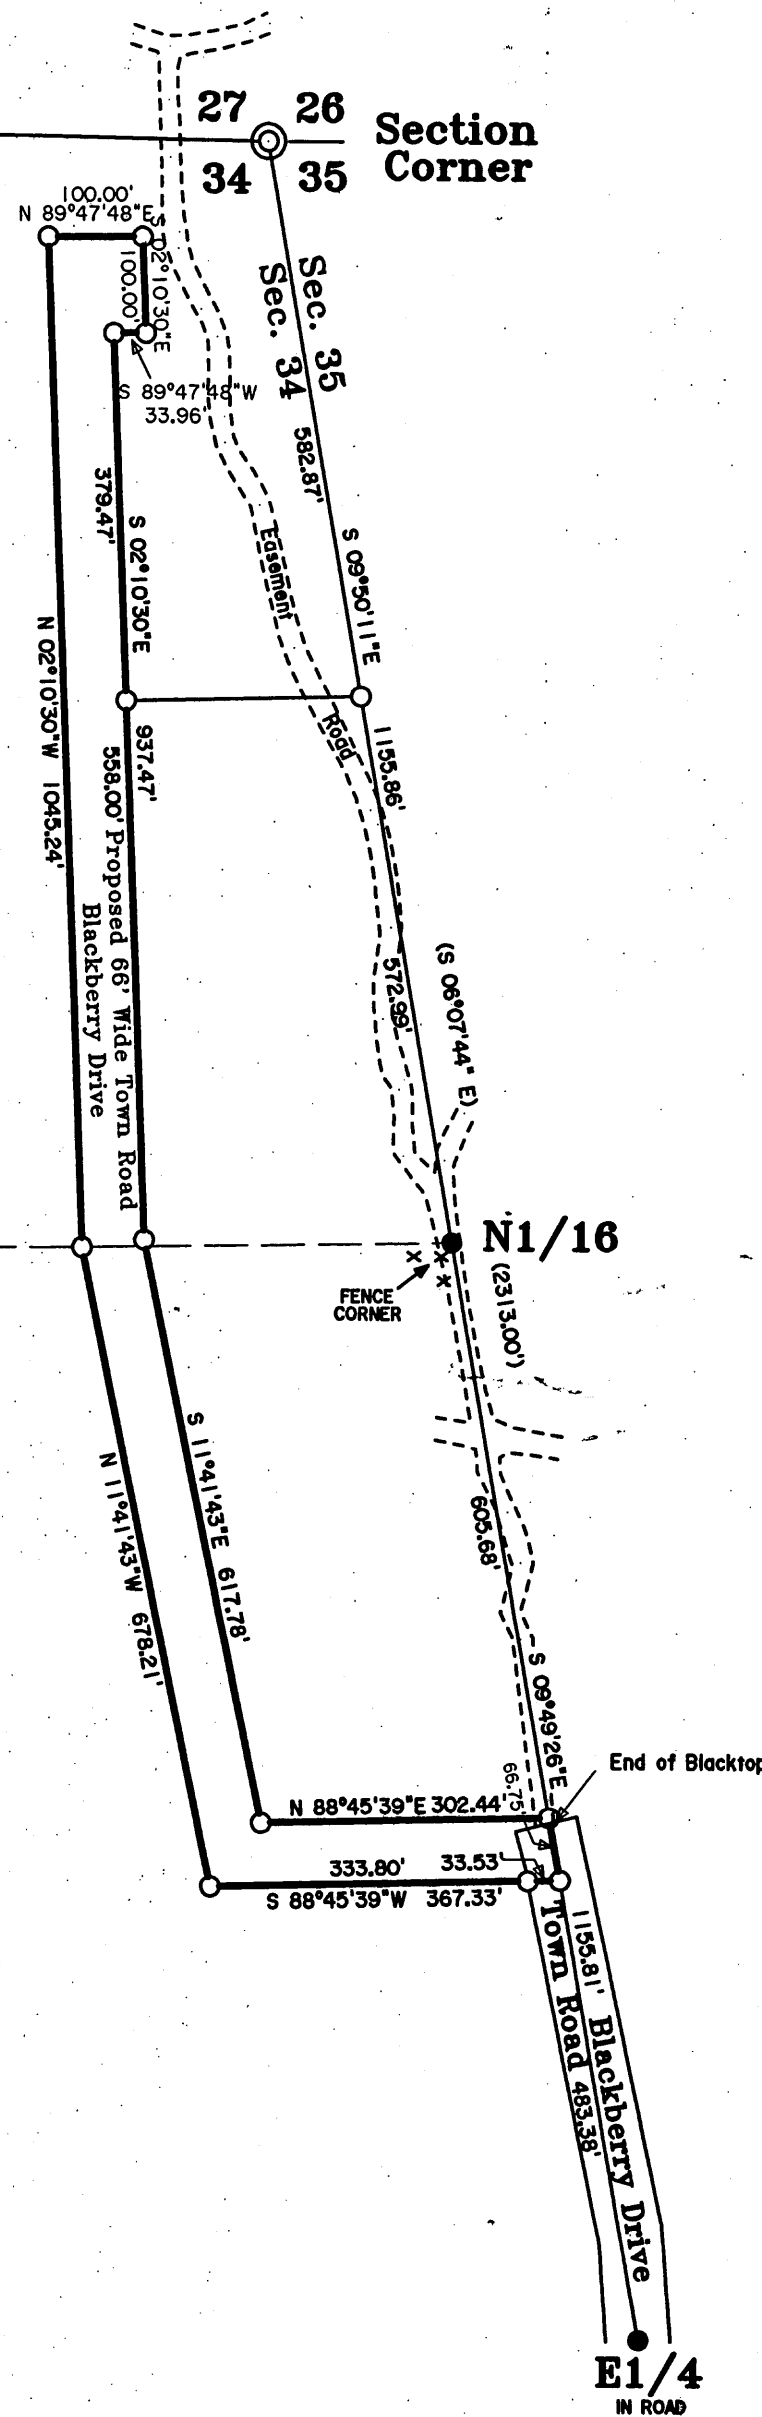 27 26
34 35
Section
Corner
100.00'
N 89°47'48"E
S 02°10'30"E
100.00'
S 89°47'48"W
33.96'
Sec. 35
Sec. 34
582.87'
S 09°50'11"E
1155.86'
379.47'
S 02°10'30"E
Easement
Road
N 02°10'30"W 1045.24'
937.47'
558.00'
Proposed 66' Wide Town Road
Blackberry Drive
572.99'
(S 06°07'44" E)
N1/16
(2313.00')
FENCE
CORNER
S 11°41'43"E 617.78'
N 11°41'43"W 678.21'
605.68'
S 09°49'26"E
66.75'
End of Blacktop
N 88°45'39"E 302.44'
333.80' 33.53'
S 88°45'39"W 367.33'
1155.81'
Blackberry Drive
Town Road
483.38'
E1/4
IN ROAD